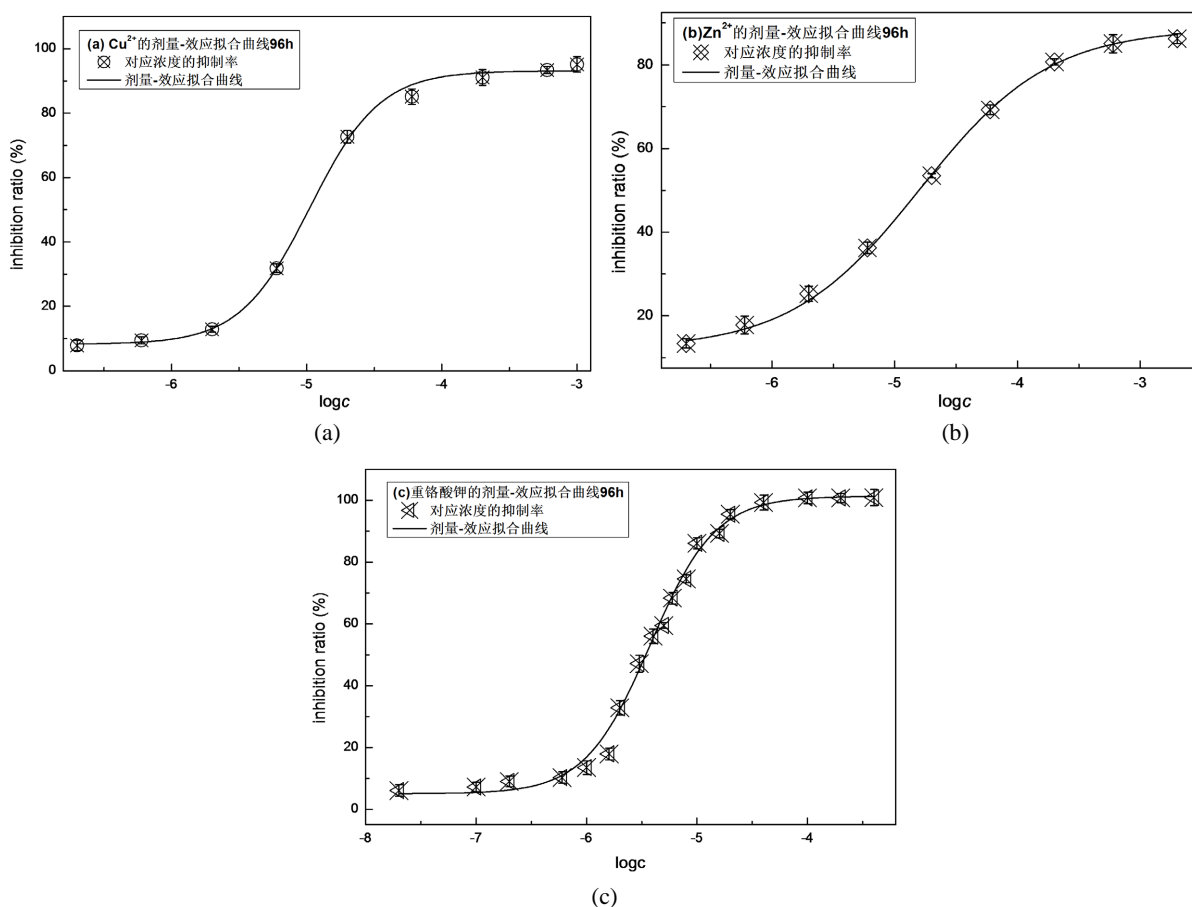 (a) Cu²⁺的剂量-效应拟合曲线96h
对应浓度的抑制率
剂量-效应拟合曲线
100
80
60
40
20
0
inhibition ratio (%)
-6
-5
-4
-3
logc
(a)
(b)Zn²⁺的剂量-效应拟合曲线96h
对应浓度的抑制率
剂量-效应拟合曲线
80
60
40
20
inhibition ratio (%)
-6
-5
-4
-3
logc
(b)
(c)重铬酸钾的剂量-效应拟合曲线96h
对应浓度的抑制率
剂量-效应拟合曲线
100
80
60
40
20
0
inhibition ratio (%)
-8
-7
-6
-5
-4
-3
logc
(c)